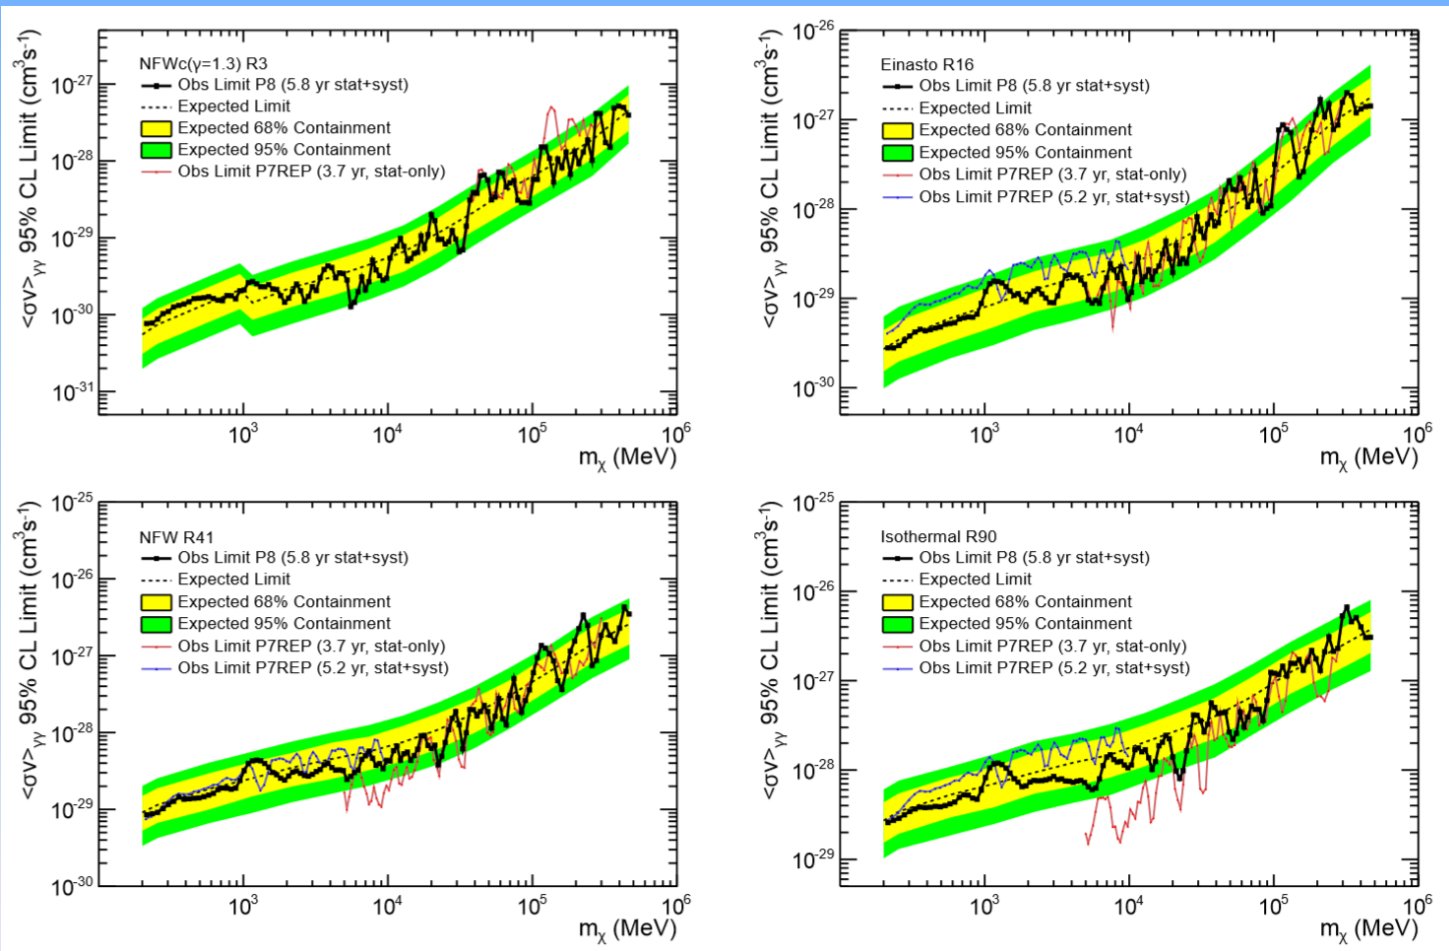 <σv>γγ 95% CL Limit (cm³s⁻¹)
NFWc(γ=1.3) R3
Obs Limit P8 (5.8 yr stat+syst)
Expected Limit
Expected 68% Containment
Expected 95% Containment
Obs Limit P7REP (3.7 yr, stat-only)
10⁻²⁷
10⁻²⁸
10⁻²⁹
10⁻³⁰
10⁻³¹
10³ 10⁴ 10⁵ 10⁶
mχ (MeV)
<σv>γγ 95% CL Limit (cm³s⁻¹)
Einasto R16
Obs Limit P8 (5.8 yr stat+syst)
Expected Limit
Expected 68% Containment
Expected 95% Containment
Obs Limit P7REP (3.7 yr, stat-only)
Obs Limit P7REP (5.2 yr, stat+syst)
10⁻²⁶
10⁻²⁷
10⁻²⁸
10⁻²⁹
10⁻³⁰
10³ 10⁴ 10⁵ 10⁶
mχ (MeV)
<σv>γγ 95% CL Limit (cm³s⁻¹)
NFW R41
Obs Limit P8 (5.8 yr stat+syst)
Expected Limit
Expected 68% Containment
Expected 95% Containment
Obs Limit P7REP (3.7 yr, stat-only)
Obs Limit P7REP (5.2 yr, stat+syst)
10⁻²⁵
10⁻²⁶
10⁻²⁷
10⁻²⁸
10⁻²⁹
10⁻³⁰
10³ 10⁴ 10⁵ 10⁶
mχ (MeV)
<σv>γγ 95% CL Limit (cm³s⁻¹)
Isothermal R90
Obs Limit P8 (5.8 yr stat+syst)
Expected Limit
Expected 68% Containment
Expected 95% Containment
Obs Limit P7REP (3.7 yr, stat-only)
Obs Limit P7REP (5.2 yr, stat+syst)
10⁻²⁵
10⁻²⁶
10⁻²⁷
10⁻²⁸
10⁻²⁹
10³ 10⁴ 10⁵ 10⁶
mχ (MeV)